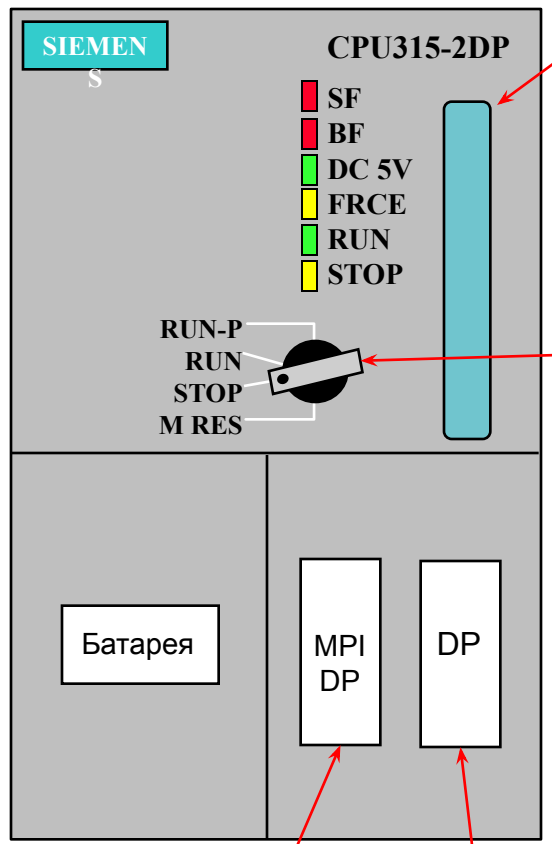 SIEMEN
S
CPU315-2DP
SF
BF
DC 5V
FRCE
RUN
STOP
RUN-P
RUN
STOP
M RES
Батарея
MPI
DP
DP